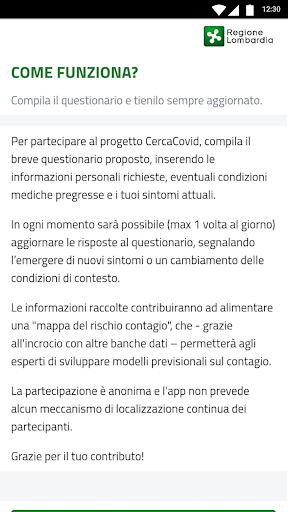 12:30
Regione
Lombardia
COME FUNZIONA?
Compila il questionario e tienilo sempre aggiornato.
Per partecipare al progetto CercaCovid, compila il
breve questionario proposto, inserendo le
informazioni personali richieste, eventuali condizioni
mediche pregresse e i tuoi sintomi attuali.
In ogni momento sarà possibile (max 1 volta al giorno)
aggiornare le risposte al questionario, segnalando
l'emergere di nuovi sintomi o un cambiamento delle
condizioni di contesto.
Le informazioni raccolte contribuiranno ad alimentare
una "mappa del rischio contagio", che - grazie
all'incrocio con altre banche dati – permetterà agli
esperti di sviluppare modelli previsionali sul contagio.
La partecipazione è anonima e l'app non prevede
alcun meccanismo di localizzazione continua dei
partecipanti.
Grazie per il tuo contributo!